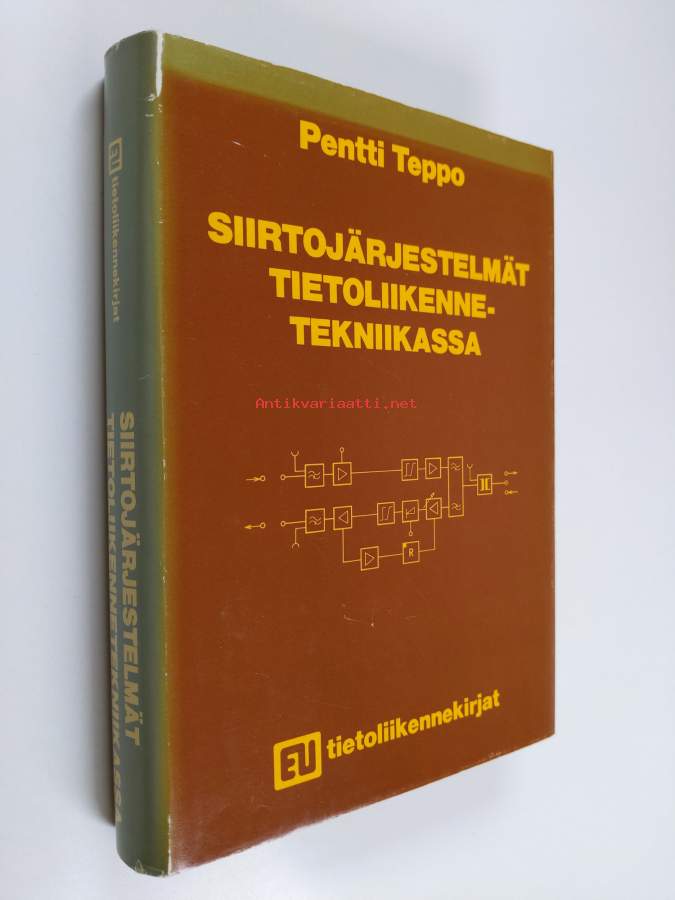 Pentti Teppo
SIIRTOJÄRJESTELMÄT
TIETOLIIKENNE-
TEKNIIKASSA
Antikvariaatti.net
R
EU tietoliikennekirjat
EU tietoliikennekirjat
SIIRTOJÄRJESTELMÄT
TIETOLIIKENNETEKNIIKASSA